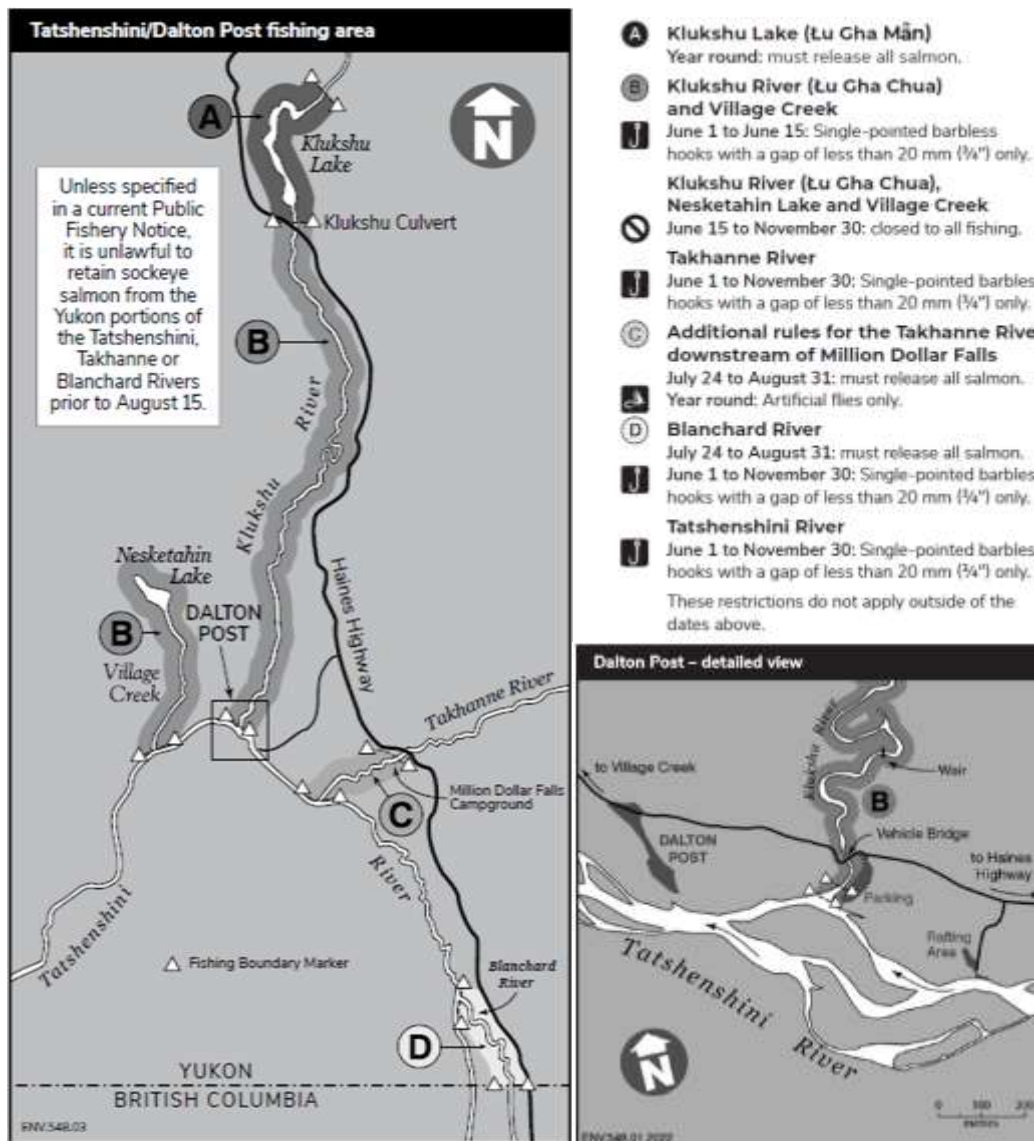 Tatshenshini/Dalton Post fishing area
A
Klukshu
Lake
N
Unless specified
in a current Public
Fishery Notice,
it is unlawful to
retain sockeye
salmon from the
Yukon portions of
the Tatshenshini,
Takhanne or
Blanchard Rivers
prior to August 15.
Klukshu Culvert
B
Klukshu River
Nesketahin
Lake
DALTON
POST
B
Village
Creek
Haines Highway
Takhanne River
Million Dollar Falls
Campground
C
Tatshenshini River
Fishing Boundary Marker
Blanchard
River
D
YUKON
BRITISH COLUMBIA
ENV.548.03
A Klukshu Lake (Łu Gha Mân)
Year round: must release all salmon.
B Klukshu River (Łu Gha Chua)
and Village Creek
June 1 to June 15: Single-pointed barbless
hooks with a gap of less than 20 mm (¾") only.
Klukshu River (Łu Gha Chua),
Nesketahin Lake and Village Creek
June 15 to November 30: closed to all fishing.
Takhanne River
June 1 to November 30: Single-pointed barbles
hooks with a gap of less than 20 mm (¾") only.
C Additional rules for the Takhanne Rive
downstream of Million Dollar Falls
July 24 to August 31: must release all salmon.
Year round: Artificial flies only.
D Blanchard River
July 24 to August 31: must release all salmon.
June 1 to November 30: Single-pointed barbles
hooks with a gap of less than 20 mm (¾") only.
Tatshenshini River
June 1 to November 30: Single-pointed barbles
hooks with a gap of less than 20 mm (¾") only.
These restrictions do not apply outside of the
dates above.
Dalton Post – detailed view
Klukshu River
to Village Creek
Weir
B
DALTON
POST
Vehicle Bridge
to Haines
Highway
Parking
Rafting
Area
Tatshenshini River
N
0 100 200
metres
ENV.548.01 2022